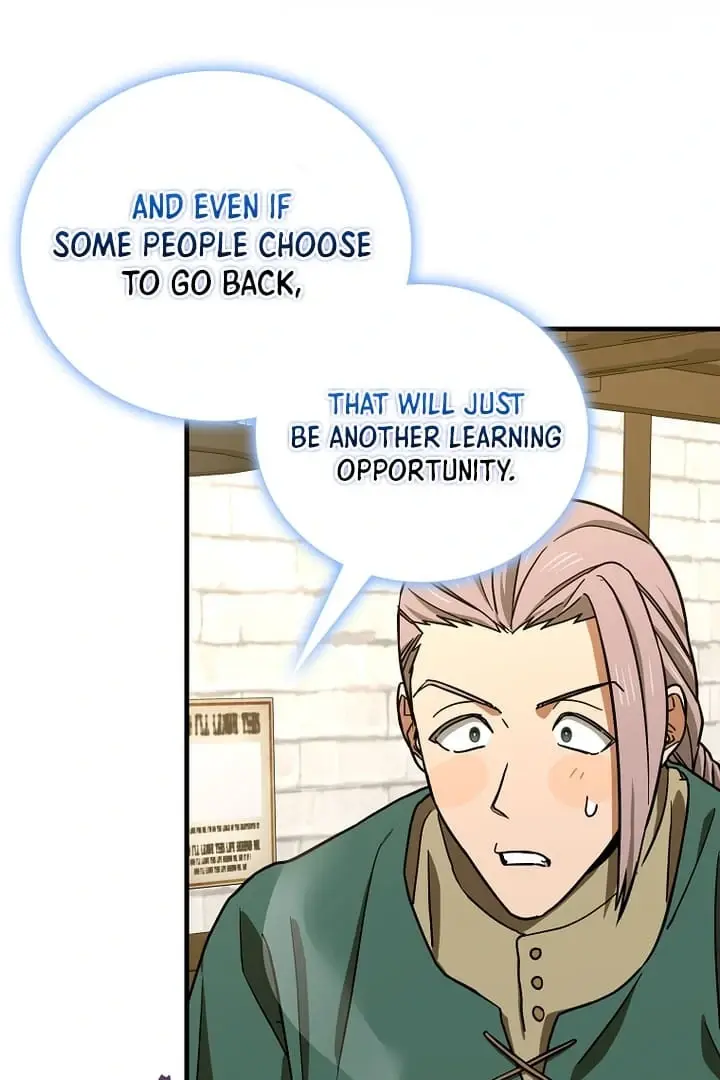 AND EVEN IF
SOME PEOPLE CHOOSE
TO GO BACK,
THAT WILL JUST
BE ANOTHER LEARNING
OPPORTUNITY.